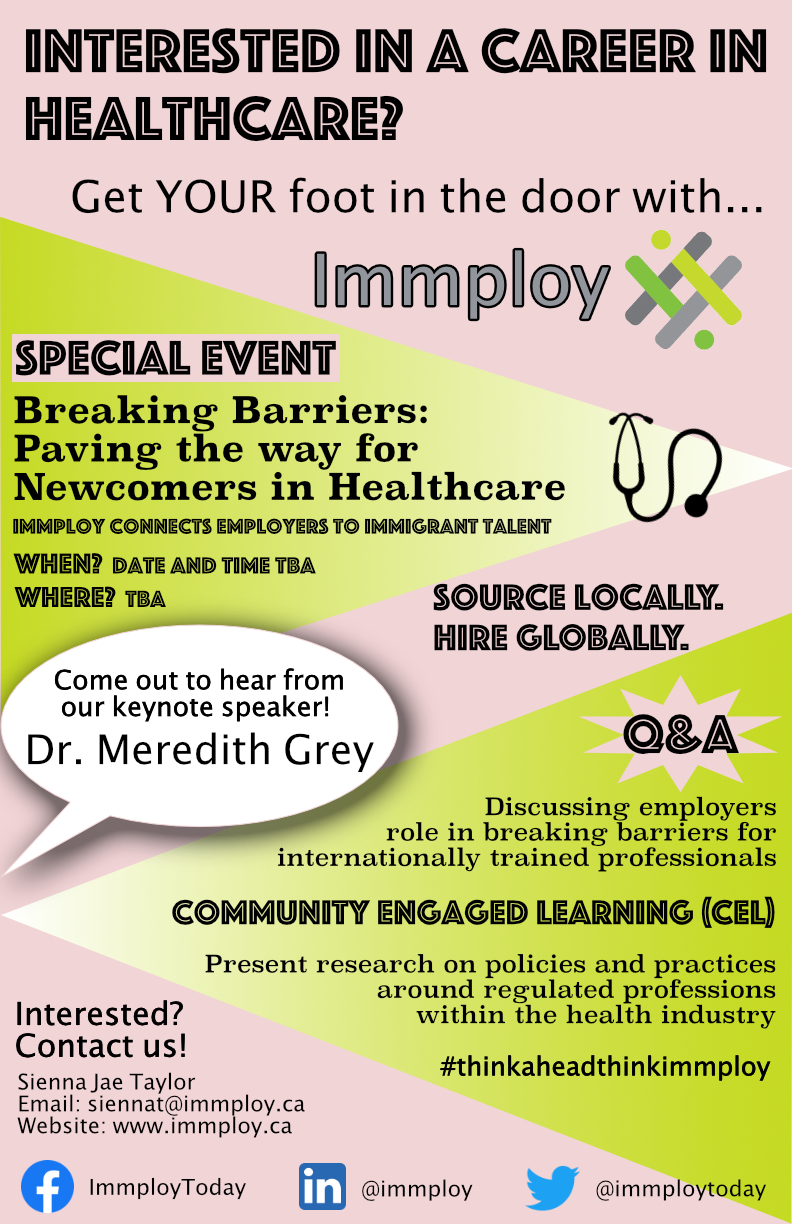 INTERESTED IN A CAREER IN
HEALTHCARE?
Get YOUR foot in the door with...
Immploy
SPECIAL EVENT
Breaking Barriers:
Paving the way for
Newcomers in Healthcare
IMMPLOY CONNECTS EMPLOYERS TO IMMIGRANT TALENT
WHEN? DATE AND TIME TBA
WHERE? TBA
SOURCE LOCALLY.
HIRE GLOBALLY.
Come out to hear from
our keynote speaker!
Dr. Meredith Grey
Q&A
Discussing employers
role in breaking barriers for
internationally trained professionals
COMMUNITY ENGAGED LEARNING (CEL)
Present research on policies and practices
around regulated professions
within the health industry
#thinkaheadthinkimmploy
Interested?
Contact us!
Sienna Jae Taylor
Email: siennat@immploy.ca
Website: www.immploy.ca
ImmployToday
in @immploy
@immploytoday